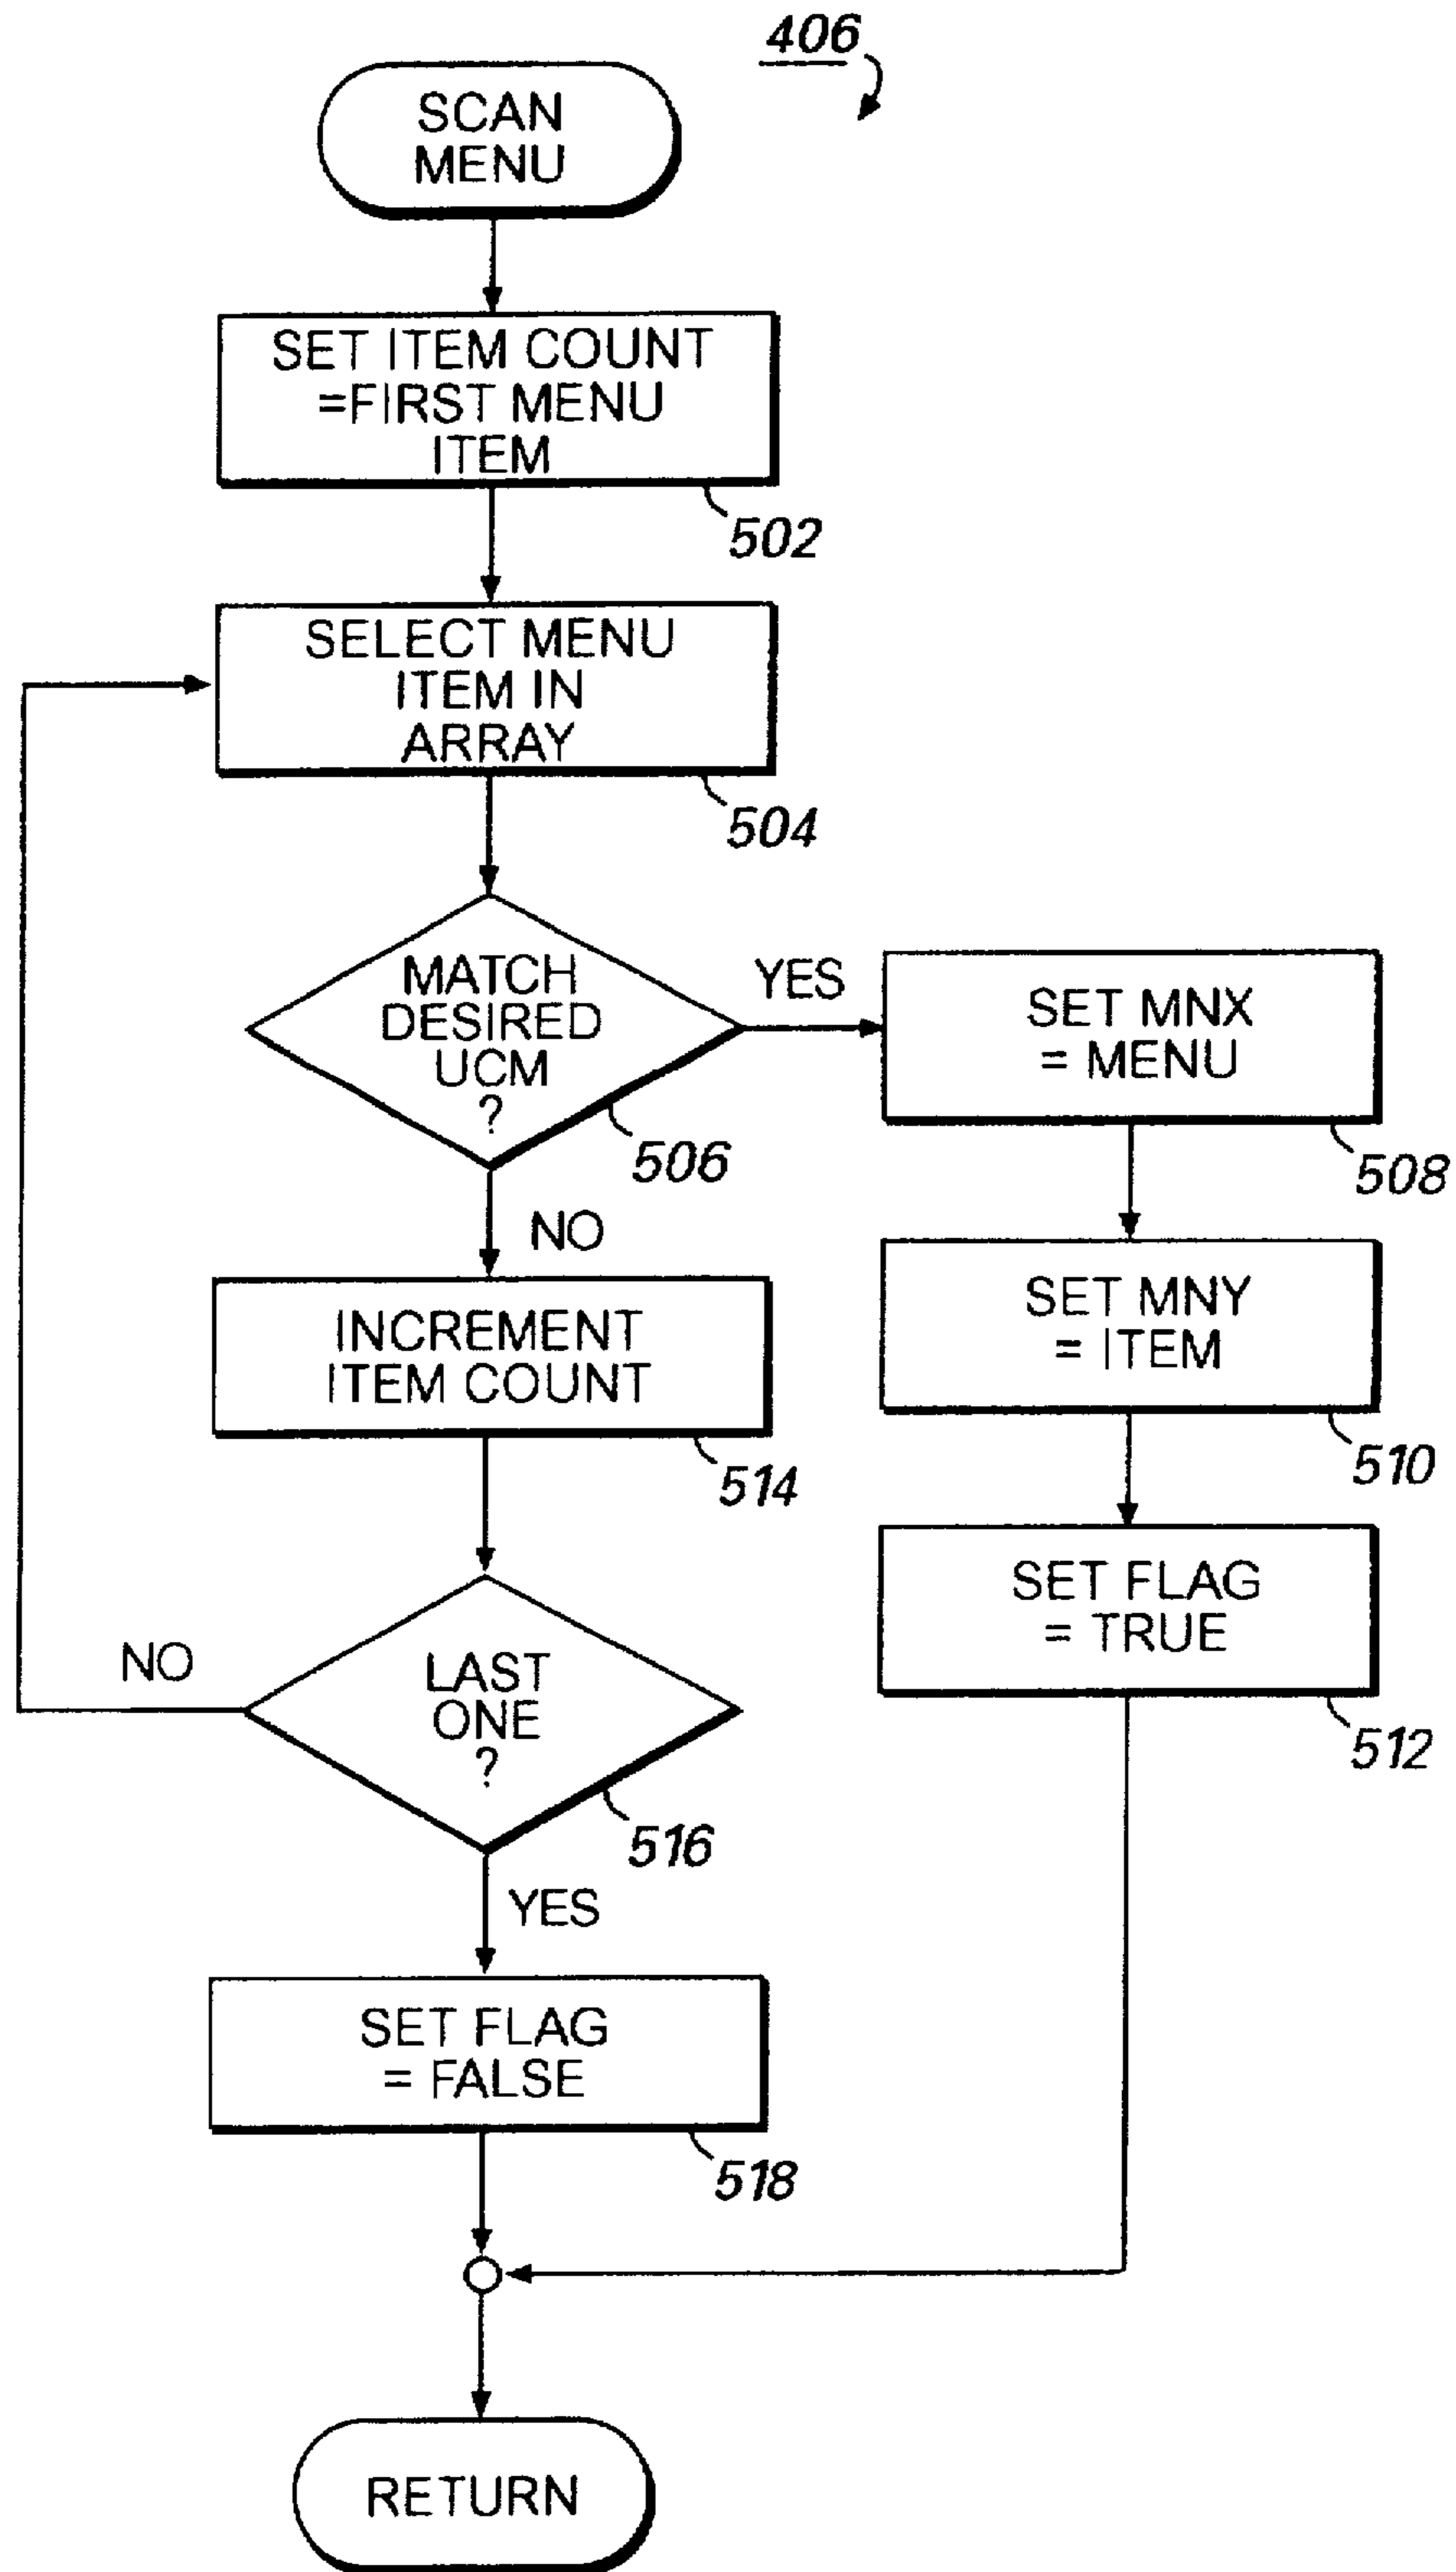 406
SCAN
MENU
SET ITEM COUNT
=FIRST MENU
ITEM
502
SELECT MENU
ITEM IN
ARRAY
504
MATCH
DESIRED
UCM
?
506
YES
SET MNX
= MENU
508
NO
SET MNY
= ITEM
510
INCREMENT
ITEM COUNT
514
SET FLAG
= TRUE
512
LAST
ONE
?
516
NO
YES
SET FLAG
= FALSE
518
RETURN